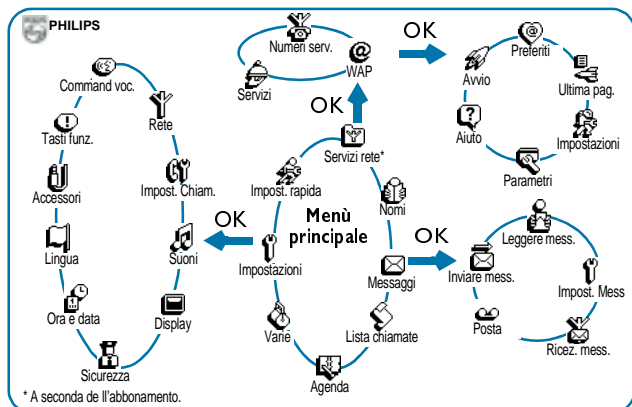 PHILIPS
Command voc.
Rete
Tasti funz.
Impost. Chiam.
Accessori
Suoni
Lingua
Display
Ora e data
Sicurezza
* A seconda de ll'abbonamento.
Numeri serv.
@
WAP
Servizi
OK
OK
Servizi rete*
Impost. rapida
Nomi
Menù
principale
OK
Impostazioni
OK
Messaggi
Varie
Lista chiamate
Agenda
@
Preferiti
Avvio
Ultima pag.
?
Aiuto
Impostazioni
Parametri
Leggere mess.
Inviare mess.
Impost. Mess
Posta
Ricez. mess.